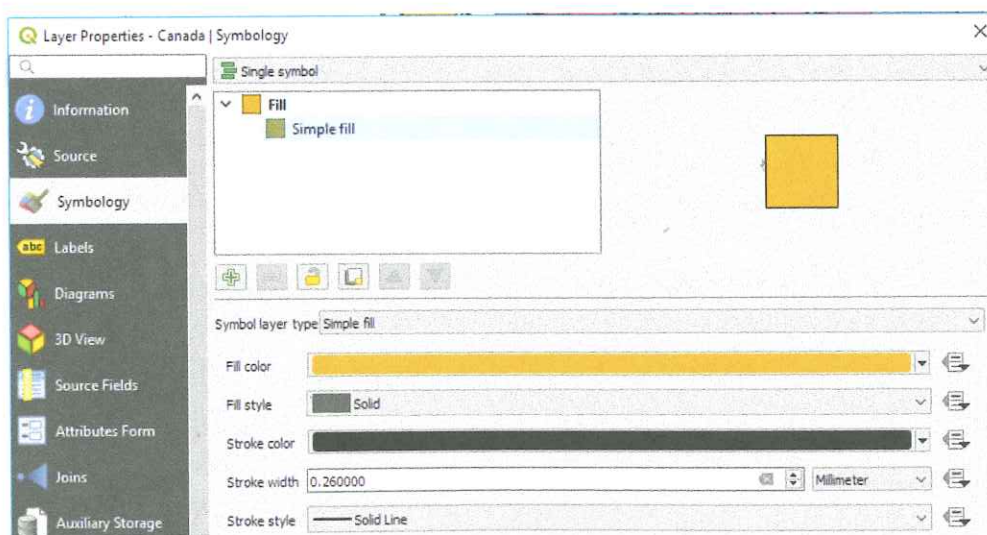 Layer Properties - Canada | Symbology
Single symbol
Information
Source
Symbology
abc Labels
Diagrams
3D View
Source Fields
Attributes Form
Joins
Auxiliary Storage
Fill
Simple fill
Symbol layer type Simple fill
Fill color
Fill style Solid
Stroke color
Stroke width 0.260000 Millimeter
Stroke style Solid Line